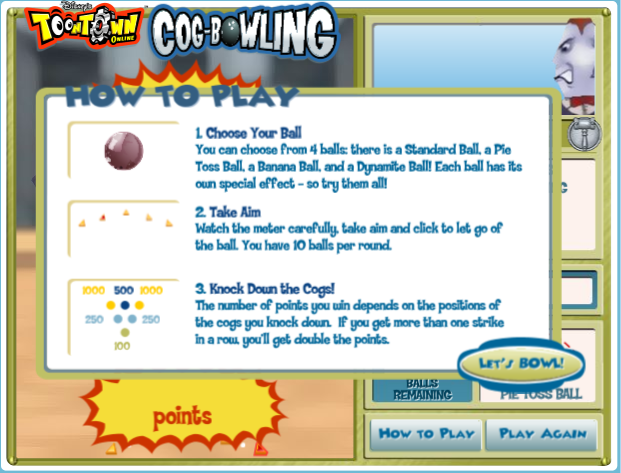 Disney's
TOONTOWN
ONLINE
COG-BOWLING
HOW TO PLAY
1. Choose Your Ball
You can choose from 4 balls: there is a Standard Ball, a Pie
Toss Ball, a Banana Ball, and a Dynamite Ball! Each ball has its
own special effect - so try them all!
2. Take Aim
Watch the meter carefully, take aim and click to let go of
the ball. You have 10 balls per round.
1000 500 1000
250 250
100
3. Knock Down the Cogs!
The number of points you win depends on the positions of
the cogs you knock down. If you get more than one strike
in a row, you'll get double the points.
LET'S BOWL!
points
BALLS
REMAINING
PIE TOSS BALL
HOW TO PLAY
PLAY AGAIN